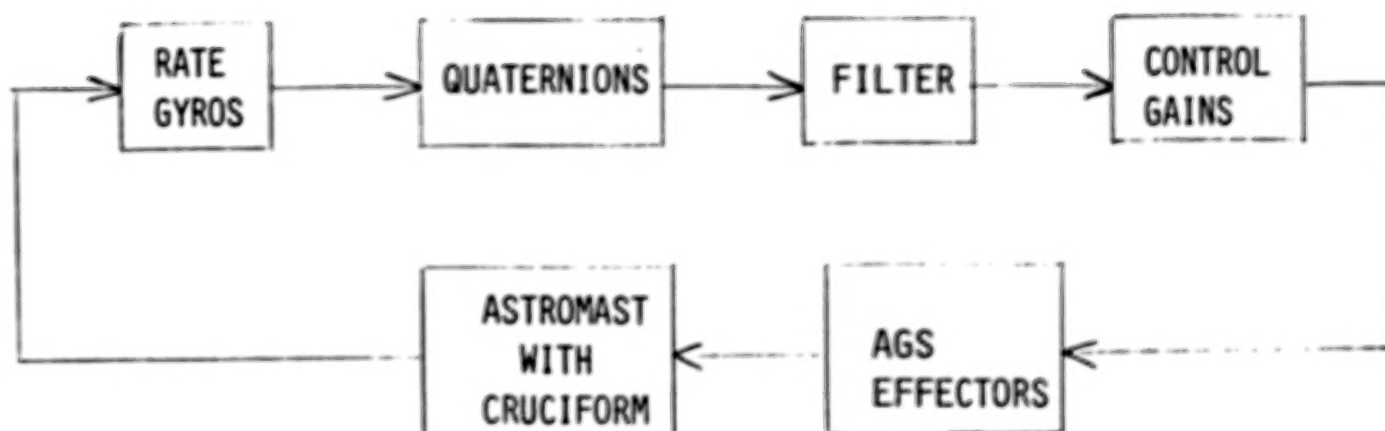 RATE
GYROS
QUATERNIONS
FILTER
CONTROL
GAINS
ASTROMAST
WITH
CRUCIFORM
AGS
EFFECTORS